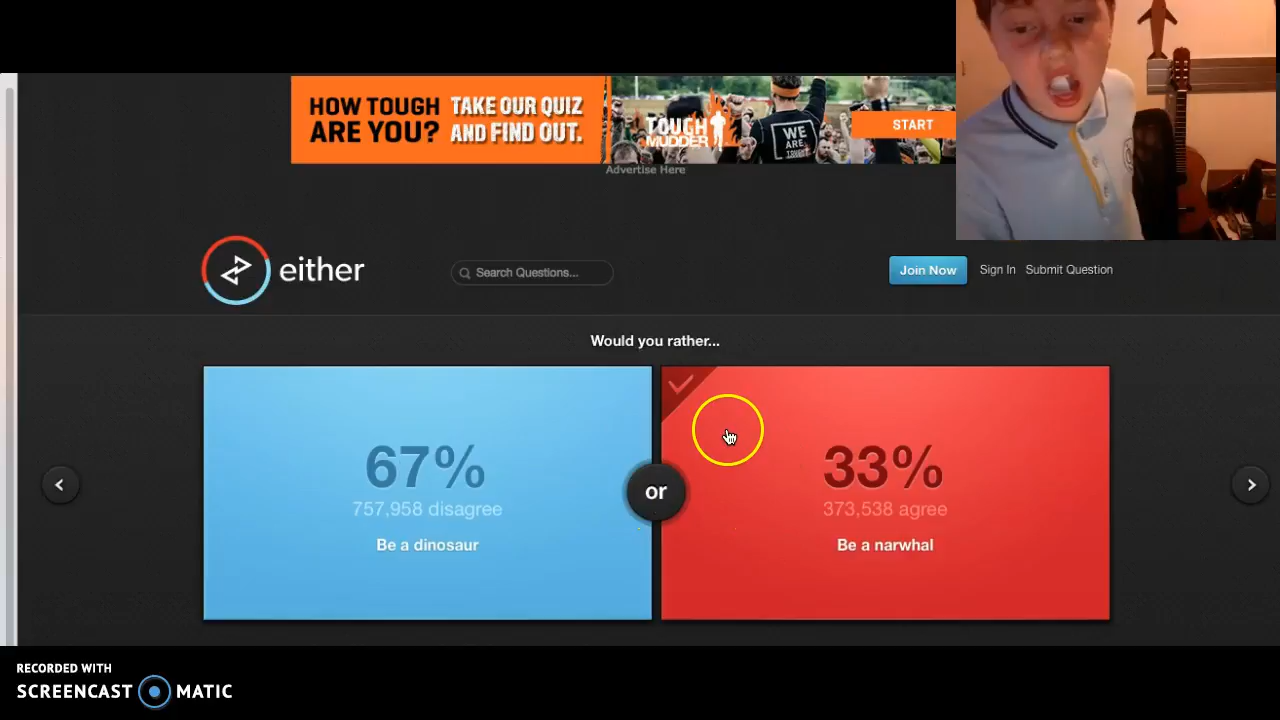 HOW TOUGH TAKE OUR QUIZ
ARE YOU? AND FIND OUT.
TOUGH
MUDDER
WE
ARE
START
Advertise Here
either
Search Questions...
Join Now
Sign In
Submit Question
Would you rather...
67%
757,958 disagree
Be a dinosaur
or
33%
373,538 agree
Be a narwhal
RECORDED WITH
SCREENCAST MATIC